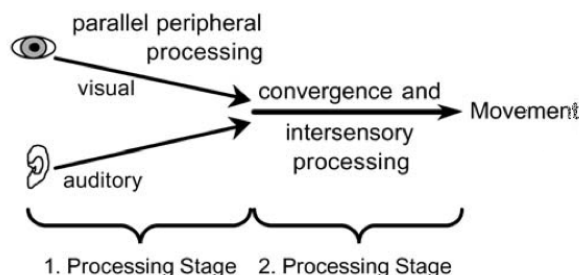 parallel peripheral
processing
visual
convergence and
intersensory
processing
Movement
auditory
1. Processing Stage
2. Processing Stage